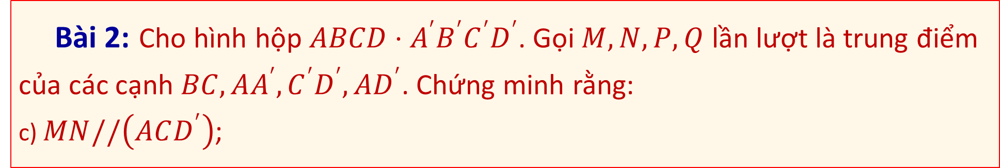 Bài 2: Cho hình hộp ABCD · A′B′C′D′. Gọi M, N, P, Q lần lượt là trung điểm
của các cạnh BC, AA′, C′D′, AD′. Chứng minh rằng:
c) MN//(ACD′);